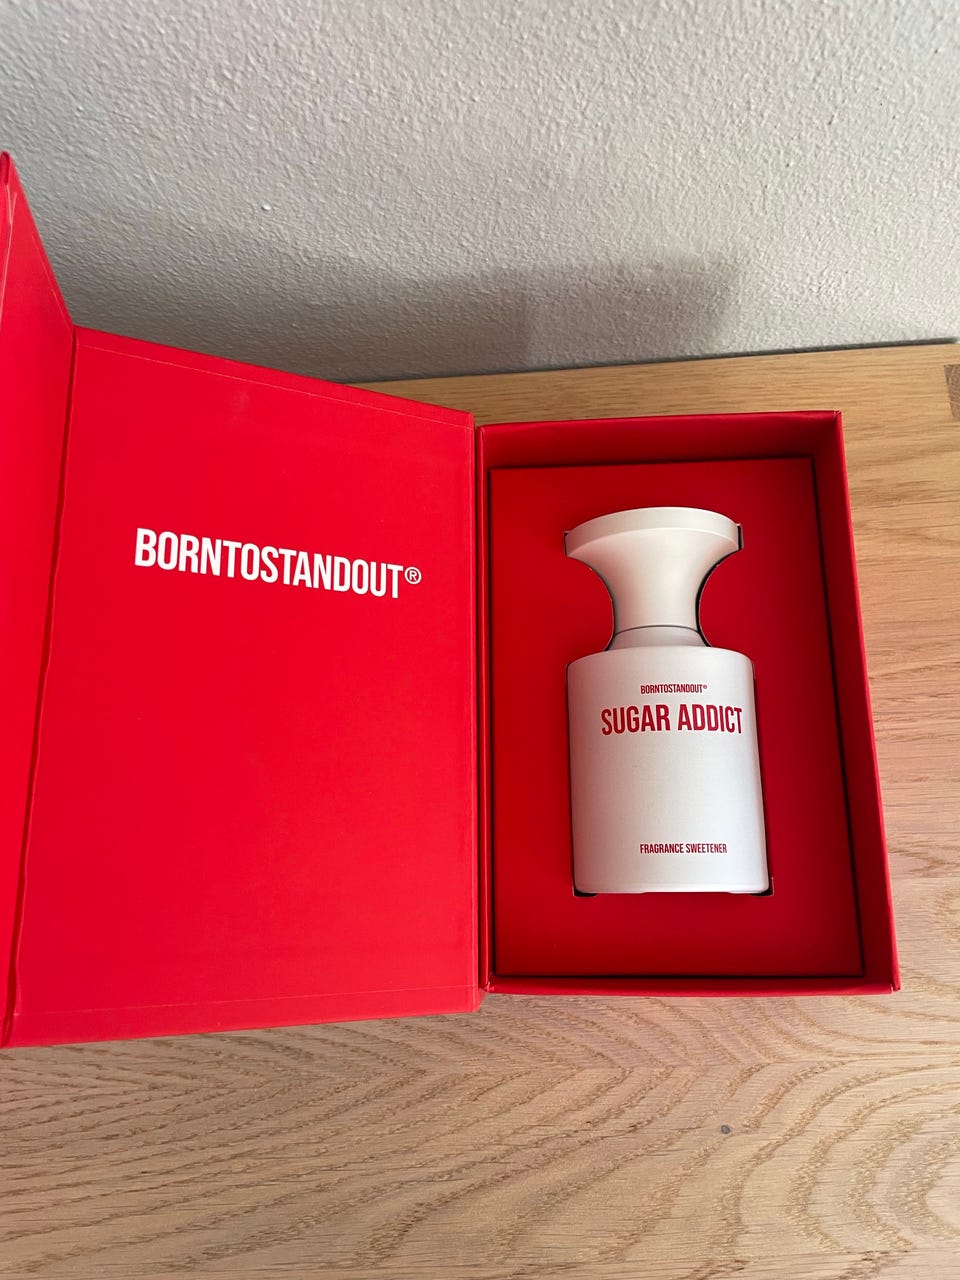 BORNTOSTANDOUT®
BORNTOSTANDOUT®
SUGAR ADDICT
FRAGRANCE SWEETENER